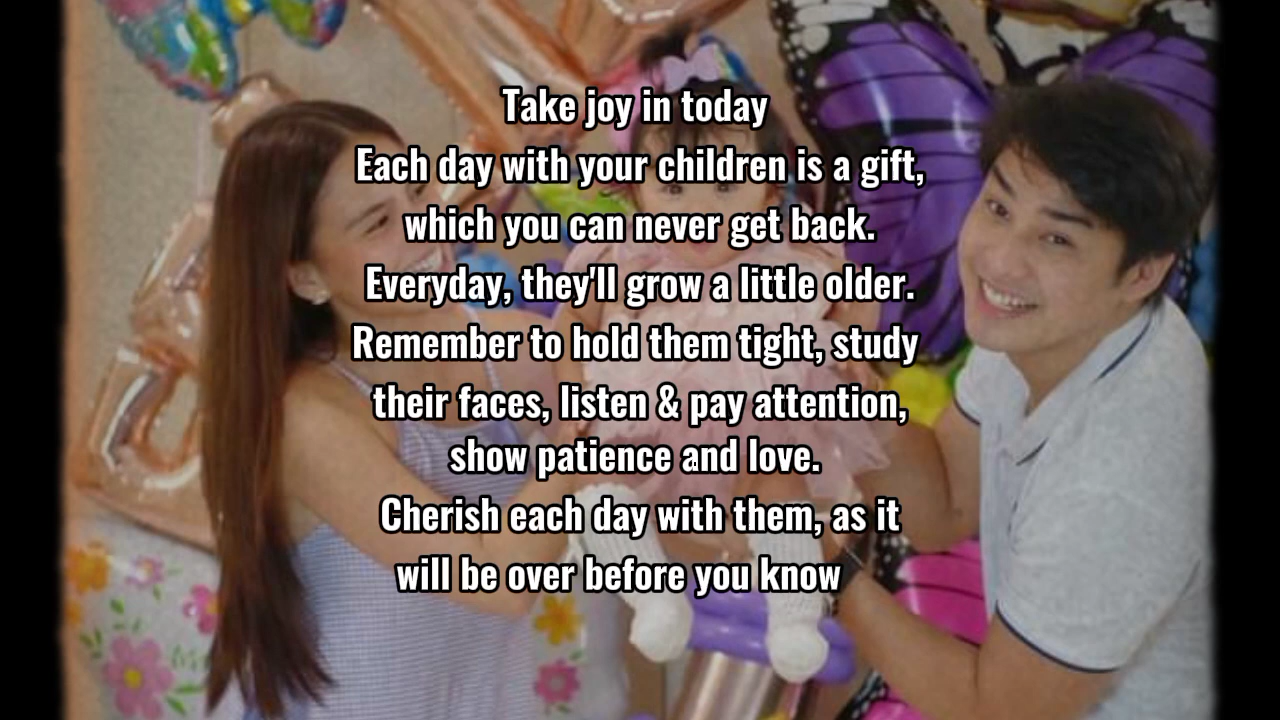 Take joy in today
Each day with your children is a gift,
which you can never get back.
Everyday, they'll grow a little older.
Remember to hold them tight, study
their faces, listen & pay attention,
show patience and love.
Cherish each day with them, as it
will be over before you know